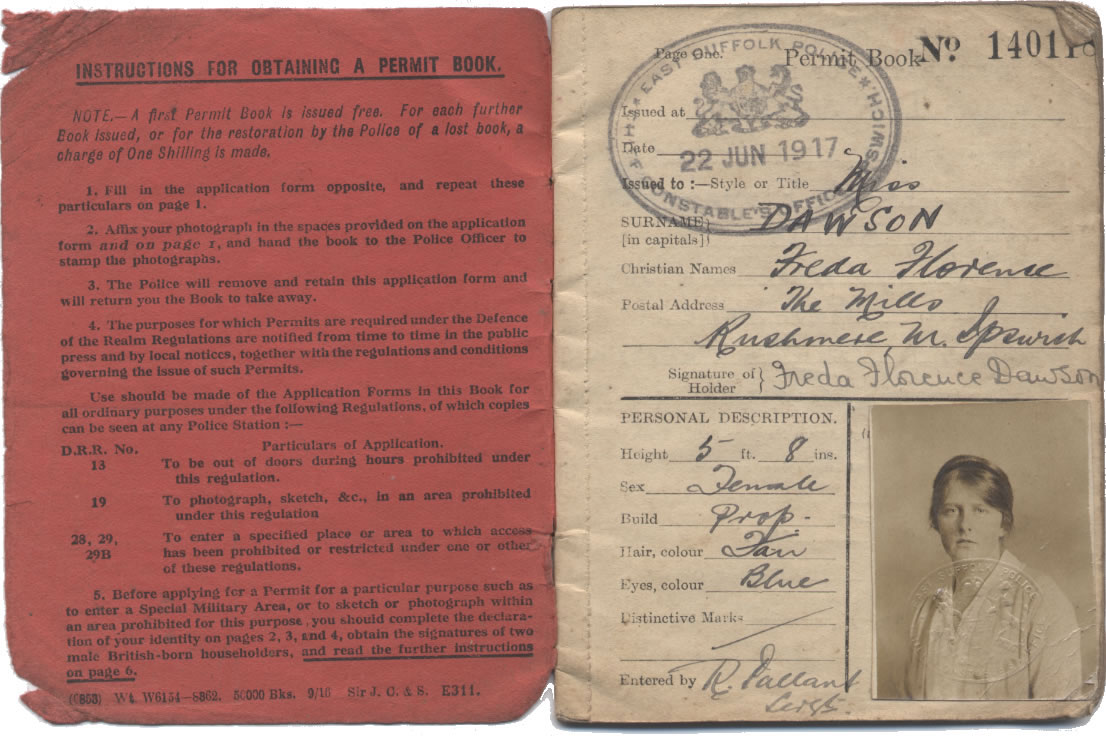 INSTRUCTIONS FOR OBTAINING A PERMIT BOOK.
NOTE.—A first Permit Book is issued free. For each further
Book issued, or for the restoration by the Police of a lost book, a
charge of One Shilling is made.
1. Fill in the application form opposite, and repeat these
particulars on page 1.
2. Affix your photograph in the spaces provided on the application
form and on page 1, and hand the book to the Police Officer to
stamp the photographs.
3. The Police will remove and retain this application form and
will return you the Book to take away.
4. The purposes for which Permits are required under the Defence
of the Realm Regulations are notified from time to time in the public
press and by local notices, together with the regulations and conditions
governing the issue of such Permits.
Use should be made of the Application Forms in this Book for
all ordinary purposes under the following Regulations, of which copies
can be seen at any Police Station :—
D.R.R. No. Particulars of Application.
13 To be out of doors during hours prohibited under
this regulation.
19 To photograph, sketch, &c., in an area prohibited
under this regulation
28, 29, To enter a specified place or area to which access
29B has been prohibited or restricted under one or other
of these regulations.
5. Before applying for a Permit for a particular purpose such as
to enter a Special Military Area, or to sketch or photograph within
an area prohibited for this purpose, you should complete the declara-
tion of your identity on pages 2, 3, and 4, obtain the signatures of two
male British-born householders, and read the further instructions
on page 6.
Wt. W6154—8862. 50000 Bks. 9/16 Sir J. C. & S. E311.
Page One. Permit Book No 140118
EAST SUFFOLK POLICE
CONSTABLE'S OFFICE
Issued at
Date 22 JUN 1917
Issued to :—Style or Title Miss
SURNAME DAWSON
[in capitals]
Christian Names Freda Florence
Postal Address The Mills
Rushmere, Nr. Ipswich
Signature of Holder Freda Florence Dawson
PERSONAL DESCRIPTION.
Height 5 ft. 8 ins.
Sex Female
Build Prop.
Hair, colour Fair
Eyes, colour Blue
Distinctive Marks
Entered by R. Pallant
Sergt.